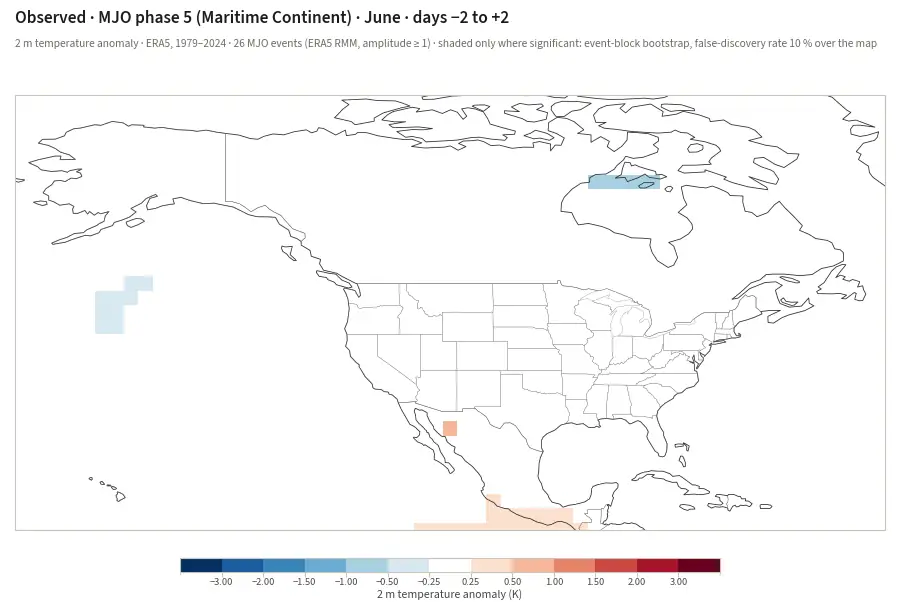 Observed · MJO phase 5 (Maritime Continent) · June · days −2 to +2
2 m temperature anomaly · ERA5, 1979–2024 · 26 MJO events (ERA5 RMM, amplitude ≥ 1) · shaded only where significant: event-block bootstrap, false-discovery rate 10 % over the map
−3.00 −2.00 −1.50 −1.00 −0.50 −0.25 0.25 0.50 1.00 1.50 2.00 3.00
2 m temperature anomaly (K)